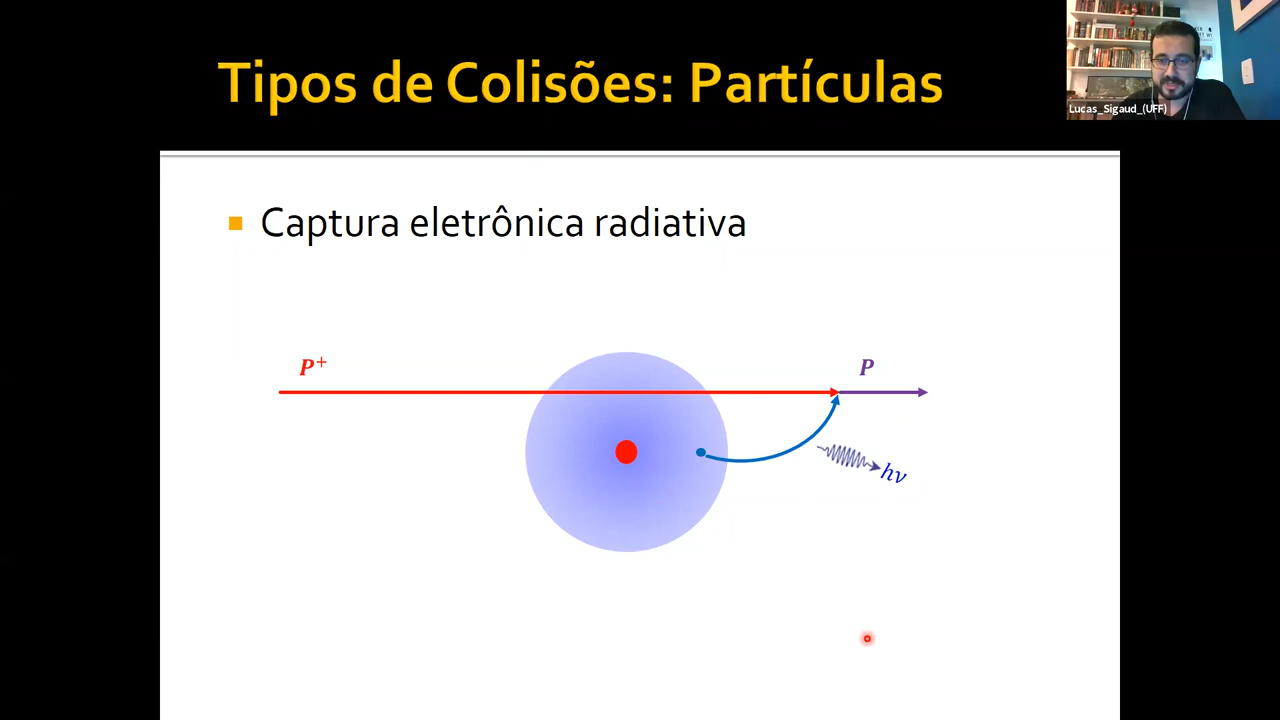 Tipos de Colisões: Partículas
Lucas_Sigaud_(UFF)
Captura eletrônica radiativa
P⁺
P
hν